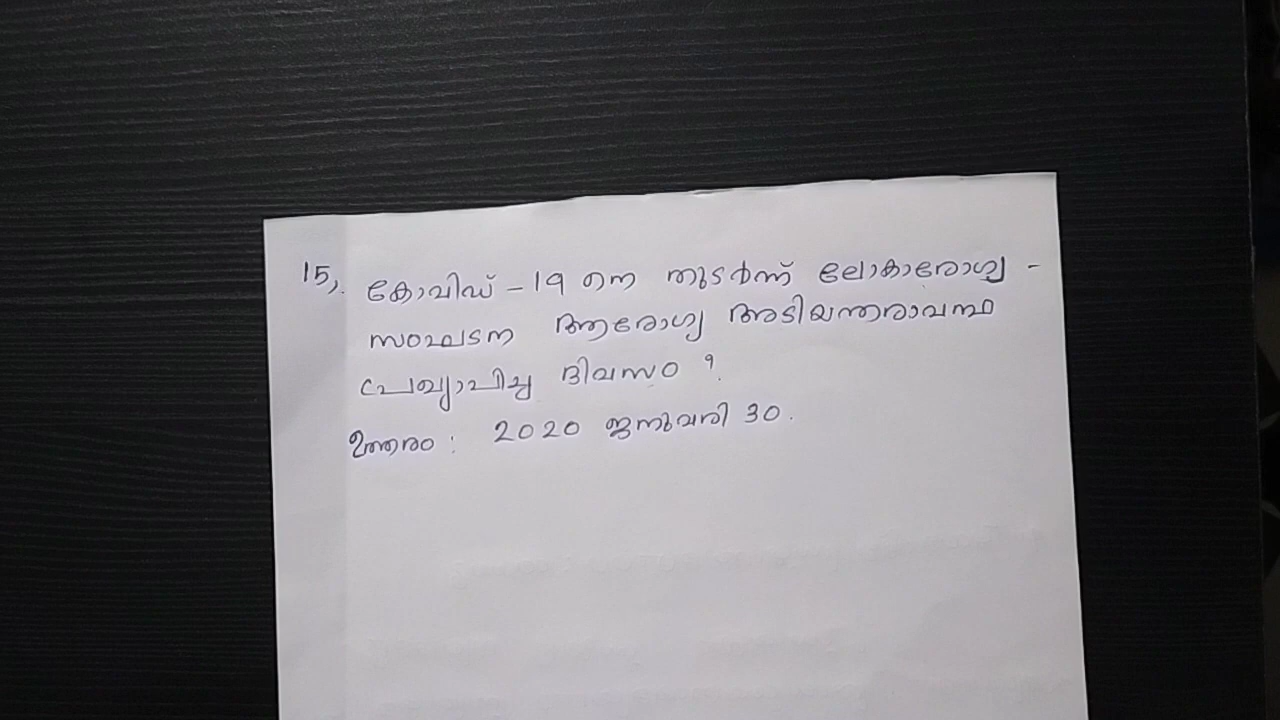 15, കോവിഡ് - 19 നെ തുടർന്ന് ലോകാരോഗ്യ -
സംഘടന ആരോഗ്യ അടിയന്തരാവസ്ഥ
പ്രഖ്യാപിച്ച ദിവസം ?
ഉത്തരം : 2020 ജനുവരി 30.